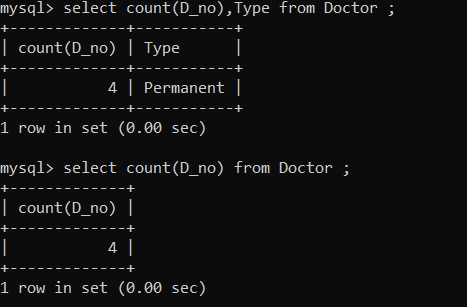 mysql> select count(D_no),Type from Doctor ;
+-------------+-----------+
| count(D_no) | Type      |
+-------------+-----------+
|           4 | Permanent |
+-------------+-----------+
1 row in set (0.00 sec)

mysql> select count(D_no) from Doctor ;
+-------------+
| count(D_no) |
+-------------+
|           4 |
+-------------+
1 row in set (0.00 sec)